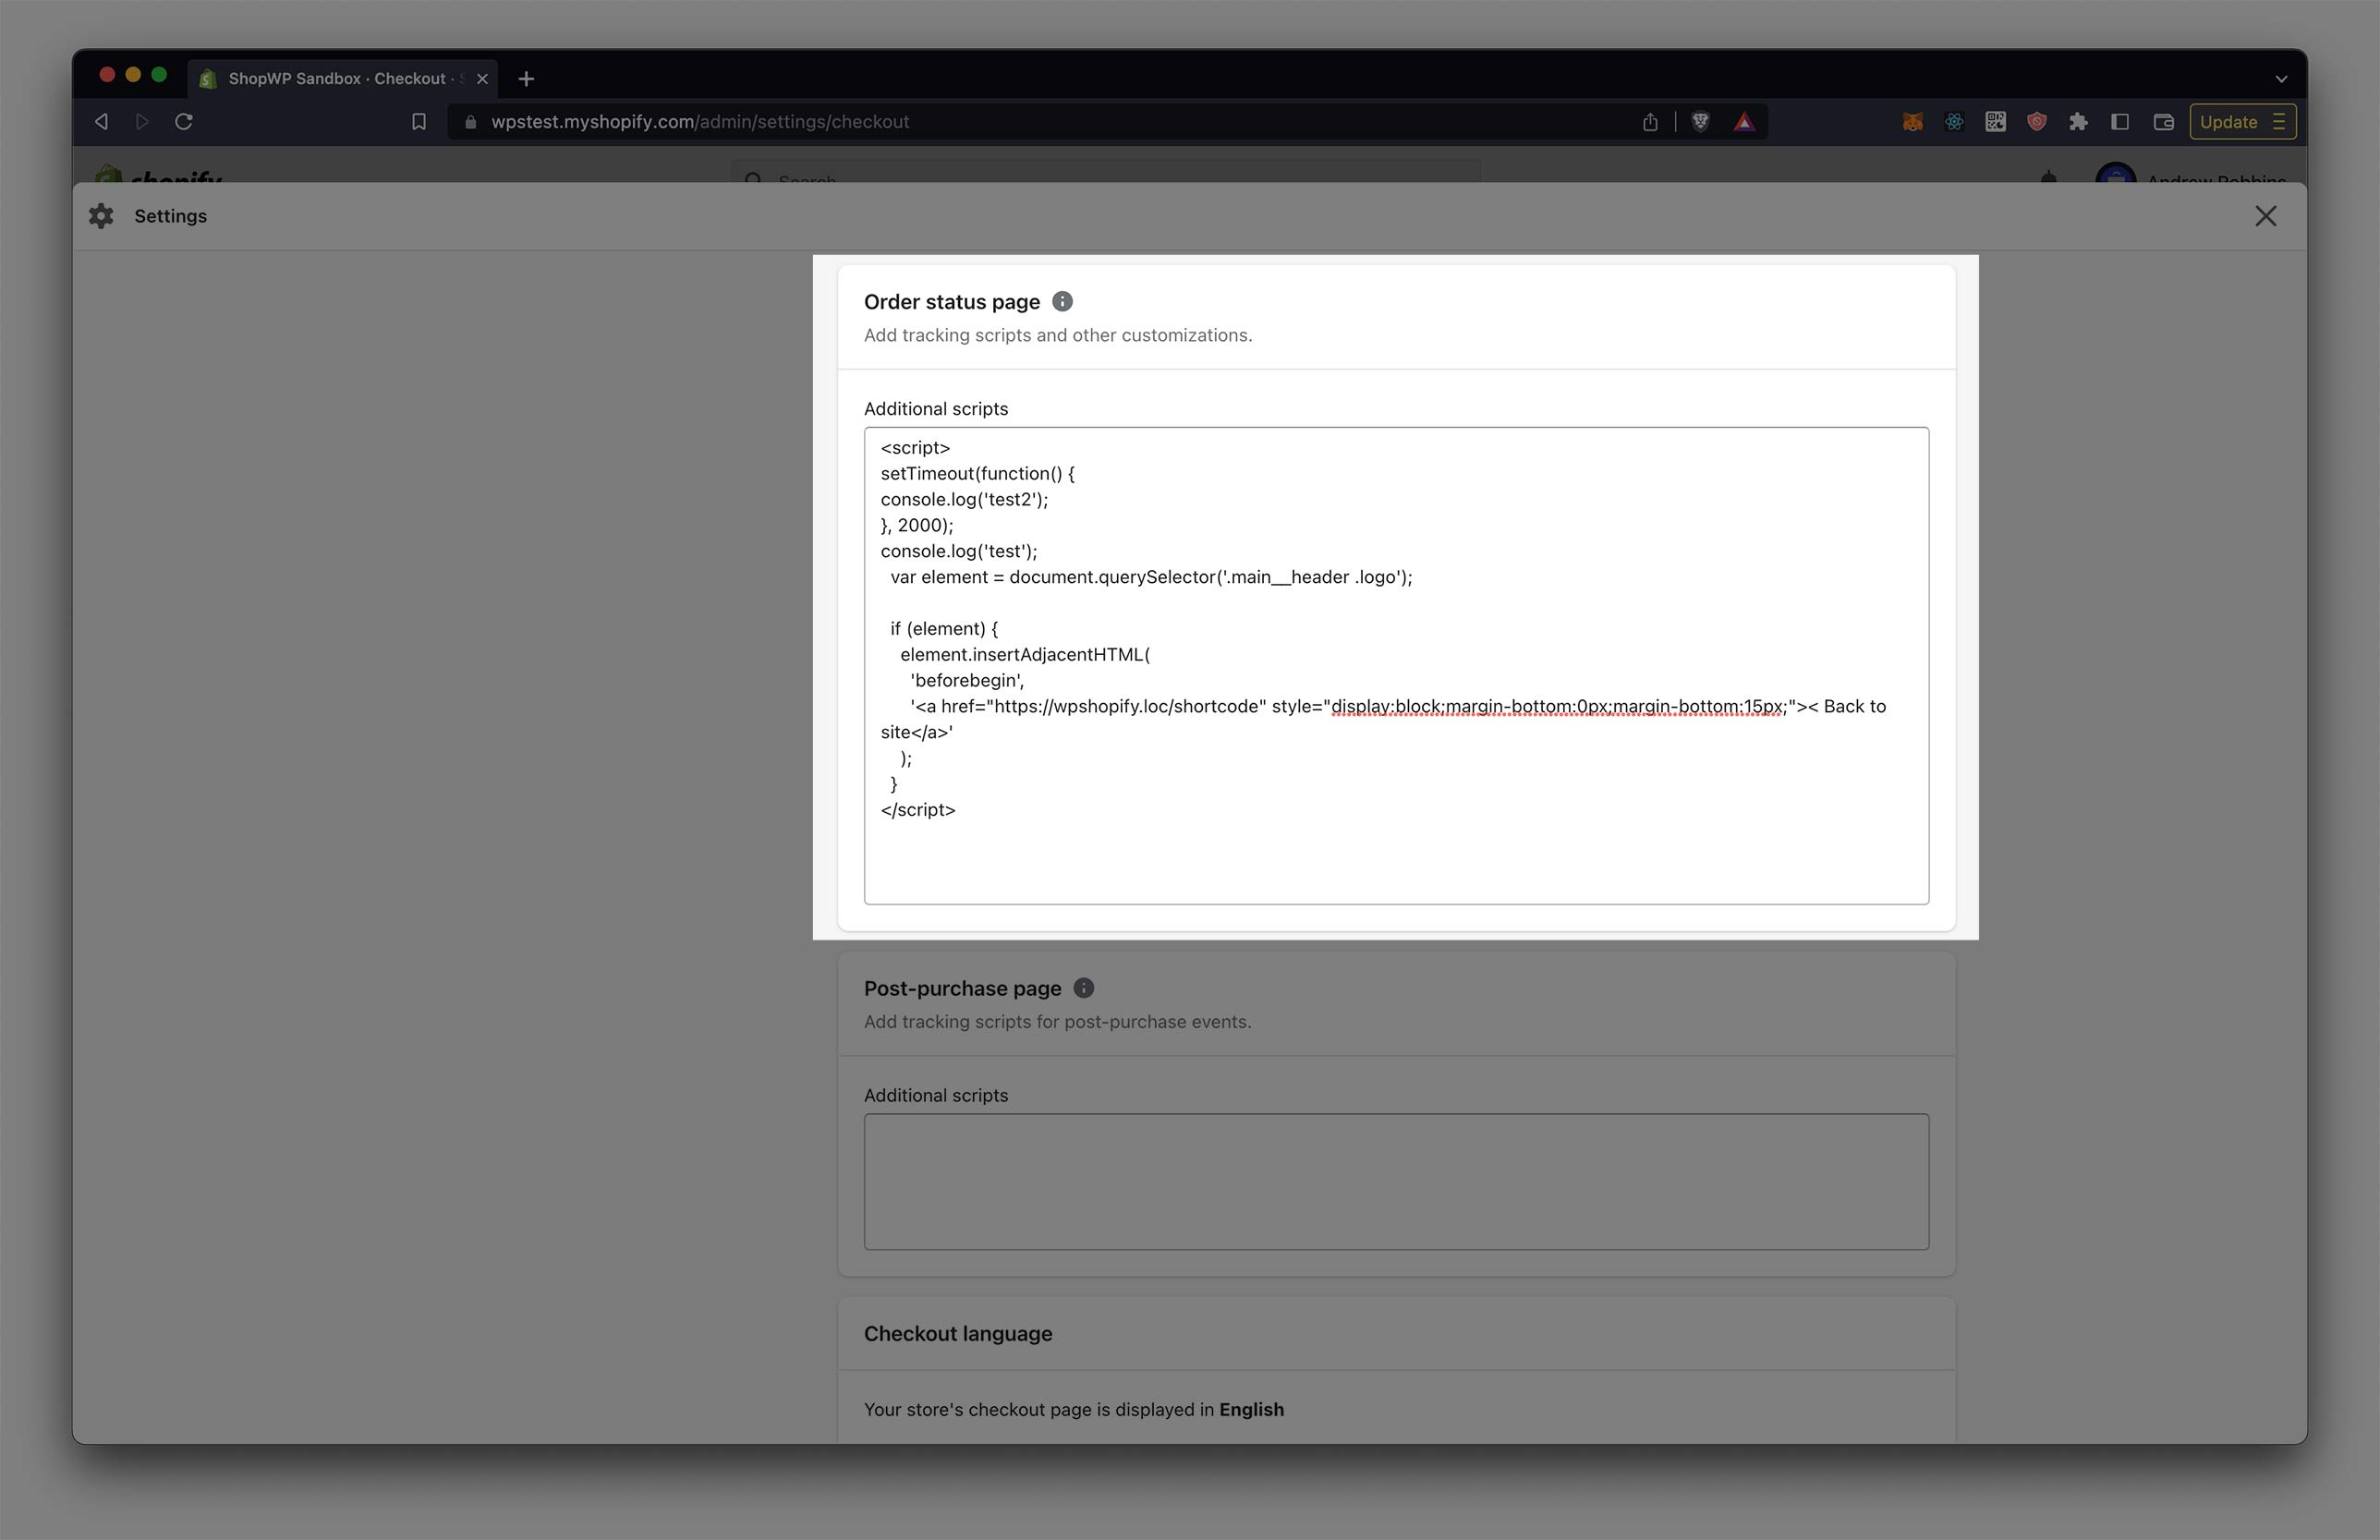 ShopWP Sandbox · Checkout ·
wpstest.myshopify.com/admin/settings/checkout
Update
shopify
Search
Andrew Robbins
Settings
Order status page
Add tracking scripts and other customizations.
Additional scripts
<script>
setTimeout(function() {
console.log('test2');
}, 2000);
console.log('test');
var element = document.querySelector('.main__header .logo');
if (element) {
element.insertAdjacentHTML(
'beforebegin',
'<a href="https://wpshopify.loc/shortcode" style="display:block;margin-bottom:0px;margin-bottom:15px;">< Back to
site</a>'
);
}
</script>
Post-purchase page
Add tracking scripts for post-purchase events.
Additional scripts
Checkout language
Your store's checkout page is displayed in English